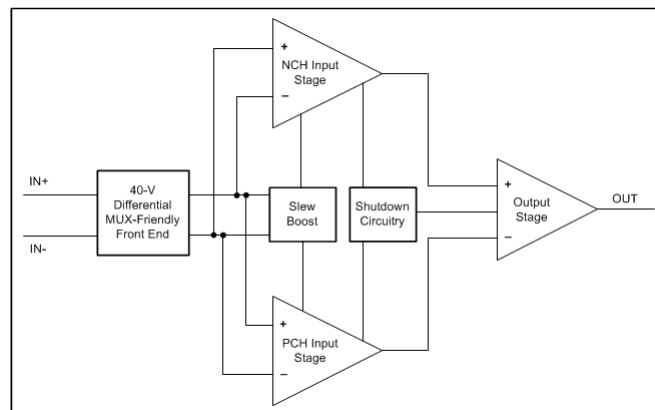 +
NCH Input
Stage
−
IN+
IN-
40-V
Differential
MUX-Friendly
Front End
Slew
Boost
Shutdown
Circuitry
+
Output
Stage
−
OUT
+
PCH Input
Stage
−